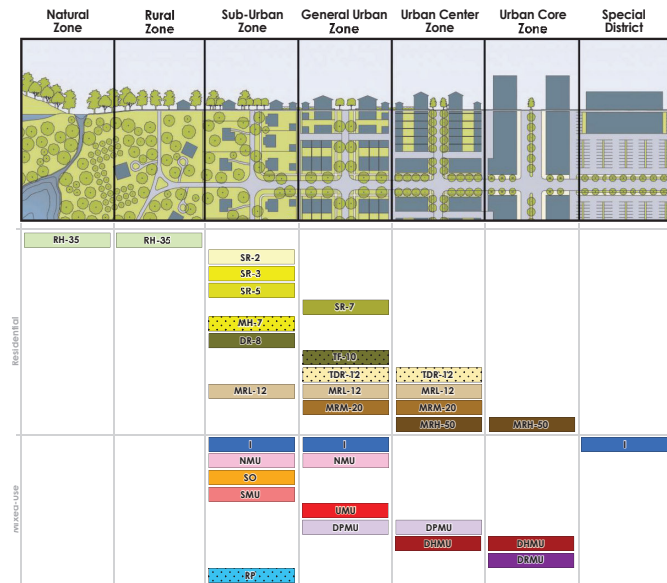 Natural Zone
Rural Zone
Sub-Urban Zone
General Urban Zone
Urban Center Zone
Urban Core Zone
Special District
Residential
RH-35 RH-35
SR-2
SR-3
SR-5
SR-7
MH-7
DR-8
TF-10
TDR-12 TDR-12
MRL-12 MRL-12 MRL-12
MRM-20 MRM-20
MRH-50 MRH-50
Mixed-use
I I I
NMU NMU
SO
SMU
UMU
DPMU DPMU
DHMU DHMU
DRMU
RP